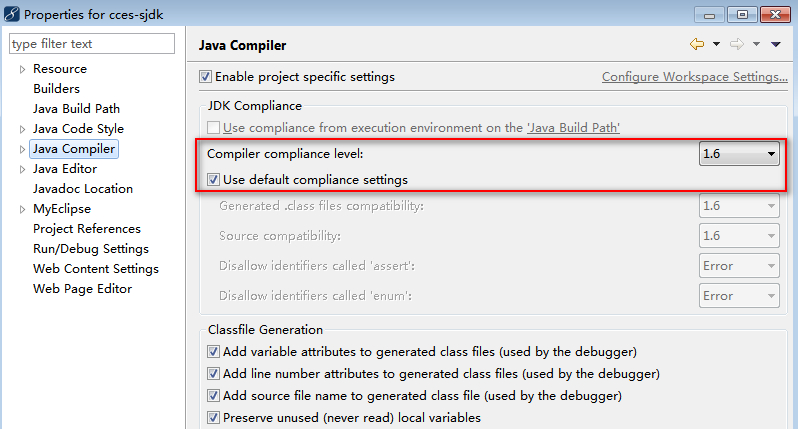 Properties for cces-sjdk
type filter text
Resource
Builders
Java Build Path
Java Code Style
Java Compiler
Java Editor
Javadoc Location
MyEclipse
Project References
Run/Debug Settings
Web Content Settings
Web Page Editor
Java Compiler
Enable project specific settings
Configure Workspace Settings...
JDK Compliance
Use compliance from execution environment on the 'Java Build Path'
Compiler compliance level: 1.6
Use default compliance settings
Generated .class files compatibility: 1.6
Source compatibility: 1.6
Disallow identifiers called 'assert': Error
Disallow identifiers called 'enum': Error
Classfile Generation
Add variable attributes to generated class files (used by the debugger)
Add line number attributes to generated class files (used by the debugger)
Add source file name to generated class file (used by the debugger)
Preserve unused (never read) local variables